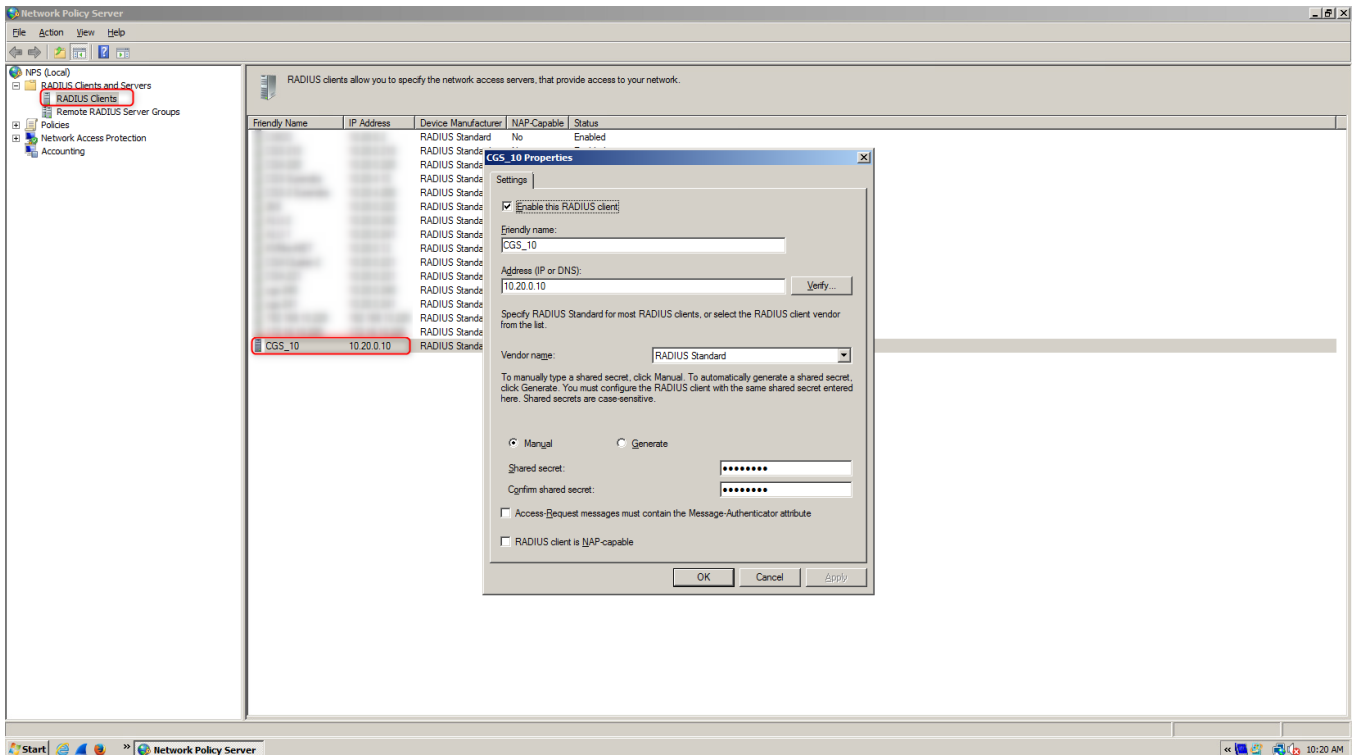 Network Policy Server
File Action View Help
NPS (Local)
RADIUS Clients and Servers
RADIUS Clients
Remote RADIUS Server Groups
Policies
Network Access Protection
Accounting
RADIUS clients allow you to specify the network access servers, that provide access to your network.
Friendly Name IP Address Device Manufacturer NAP-Capable Status
RADIUS Standard No Enabled
RADIUS Standa
RADIUS Standa
RADIUS Standa
RADIUS Standa
RADIUS Standa
RADIUS Standa
RADIUS Standa
RADIUS Standa
RADIUS Standa
RADIUS Standa
RADIUS Standa
RADIUS Standa
RADIUS Standa
RADIUS Standa
CGS_10 10.20.0.10 RADIUS Standa
CGS_10 Properties
Settings
Enable this RADIUS client
Friendly name:
CGS_10
Address (IP or DNS):
10.20.0.10 Verify...
Specify RADIUS Standard for most RADIUS clients, or select the RADIUS client vendor
from the list.
Vendor name: RADIUS Standard
To manually type a shared secret, click Manual. To automatically generate a shared secret,
click Generate. You must configure the RADIUS client with the same shared secret entered
here. Shared secrets are case-sensitive.
Manual Generate
Shared secret: ••••••••
Confirm shared secret: ••••••••
Access-Request messages must contain the Message-Authenticator attribute
RADIUS client is NAP-capable
OK Cancel Apply
Start » Network Policy Server « 10:20 AM